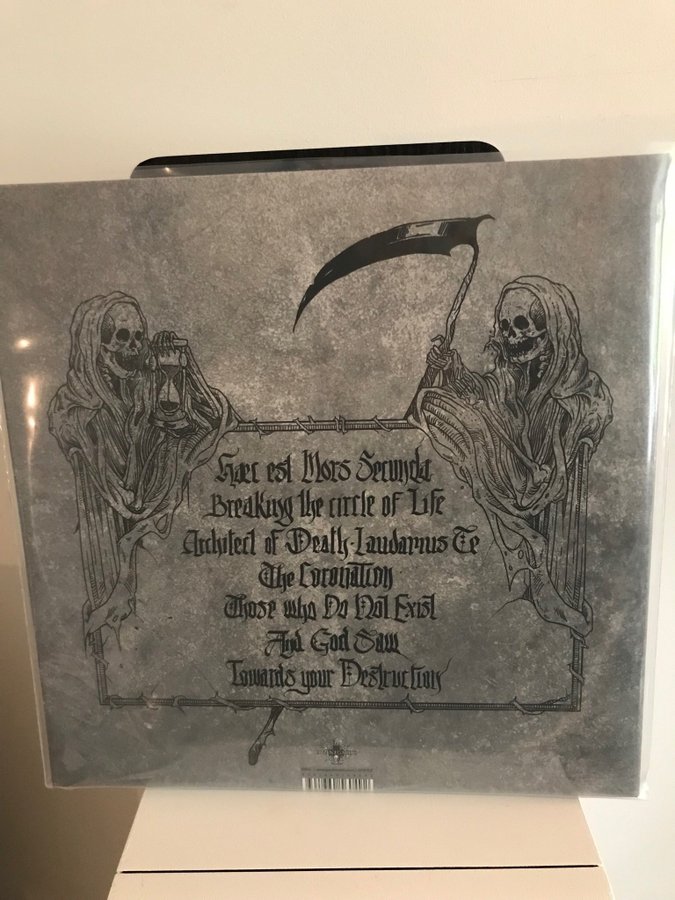 Haec est Mors Secunda
Breaking the circle of Life
Architect of Death-Laudamus Te
The Coronation
Those who Do Not Exist
And God Saw
Towards your Destruction